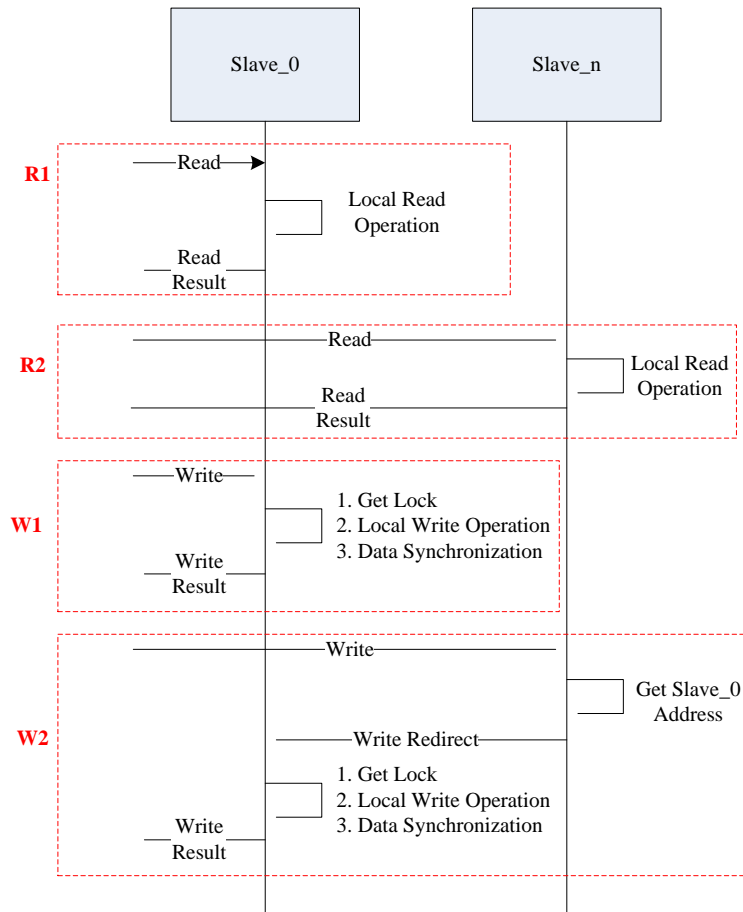 Slave_0
Slave_n
R1
Read
Local Read
Operation
Read
Result
R2
Read
Local Read
Operation
Read
Result
W1
Write
1. Get Lock
2. Local Write Operation
3. Data Synchronization
Write
Result
W2
Write
Get Slave_0
Address
Write Redirect
1. Get Lock
2. Local Write Operation
3. Data Synchronization
Write
Result